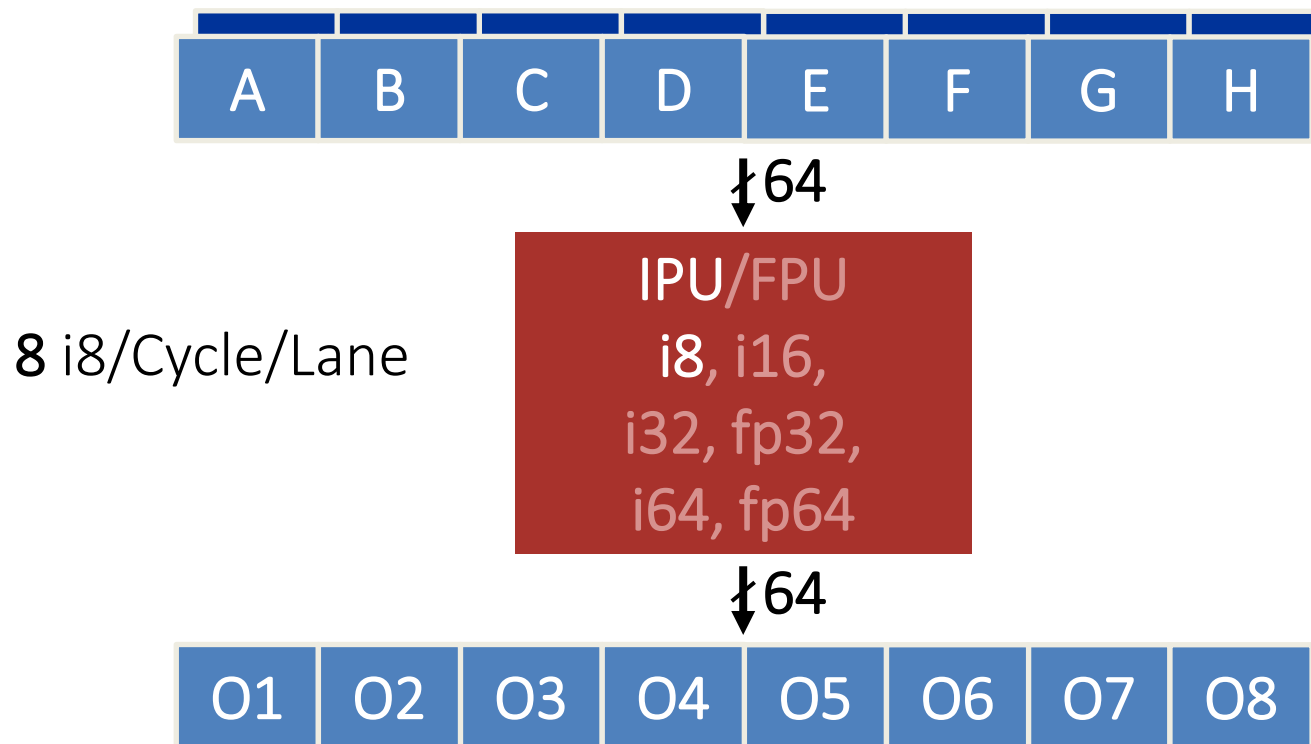 A B C D E F G H
64
IPU/FPU
8 i8/Cycle/Lane
i8, i16,
i32, fp32,
i64, fp64
64
O1 O2 O3 O4 O5 O6 O7 O8